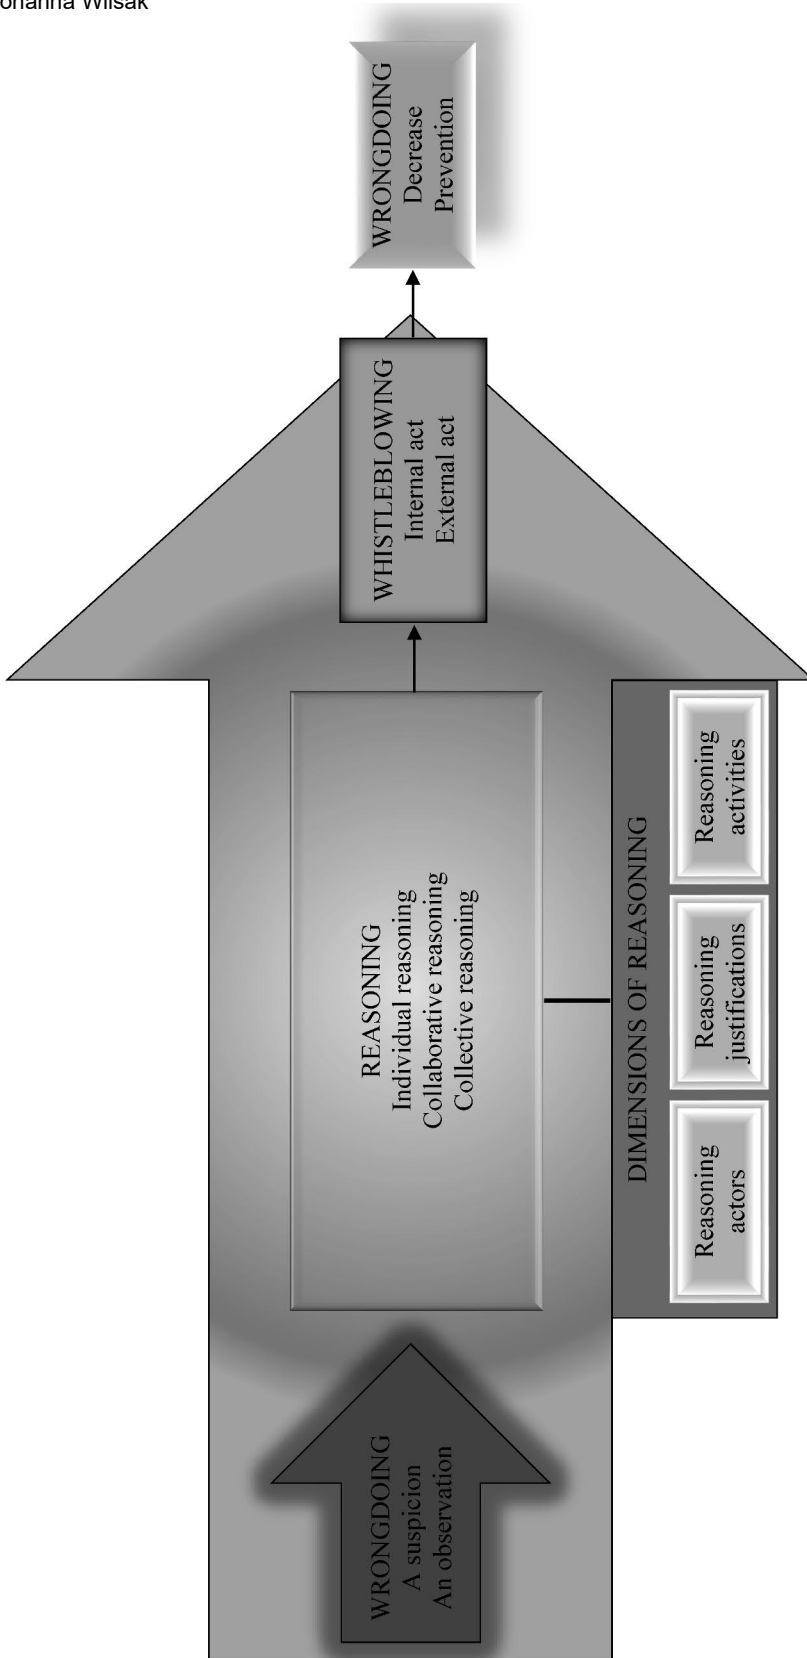 ohanna Wiisak
WRONGDOING
Decrease
Prevention
WHISTLEBLOWING
Internal act
External act
REASONING
Individual reasoning
Collaborative reasoning
Collective reasoning
DIMENSIONS OF REASONING
Reasoning
actors
Reasoning
justifications
Reasoning
activities
WRONGDOING
A suspicion
An observation